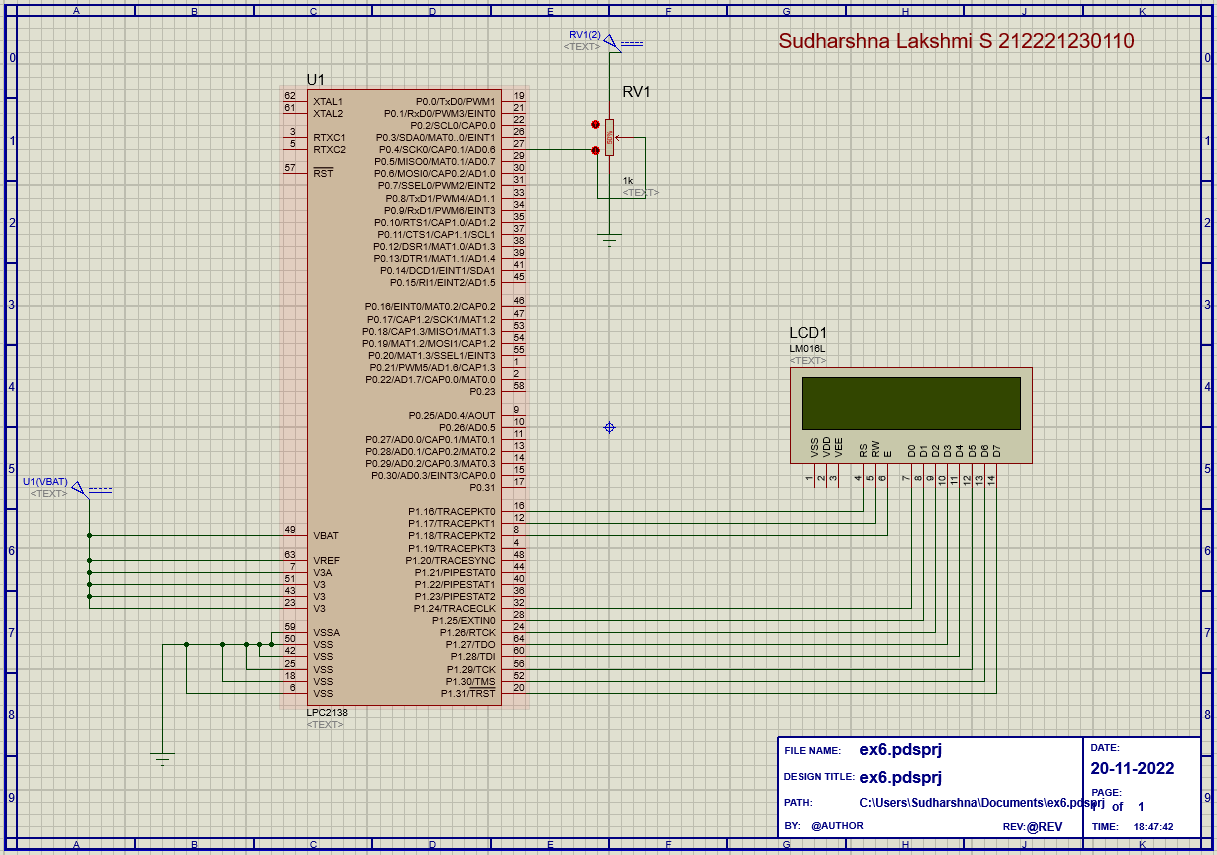 A B C D E F G H J K
0 1 2 3 4 5 6 7 8 9
Sudharshna Lakshmi S 212221230110
RV1(2)
<TEXT>
RV1
50%
1k
<TEXT>
U1
62 XTAL1
61 XTAL2
3 RTXC1
5 RTXC2
57 RST
49 VBAT
63 VREF
7 V3A
51 V3
43 V3
23 V3
59 VSSA
50 VSS
42 VSS
25 VSS
18 VSS
6 VSS
P0.0/TxD0/PWM1 19
P0.1/RxD0/PWM3/EINT0 21
P0.2/SCL0/CAP0.0 22
P0.3/SDA0/MAT0..0/EINT1 26
P0.4/SCK0/CAP0.1/AD0.6 27
P0.5/MISO0/MAT0.1/AD0.7 29
P0.6/MOSI0/CAP0.2/AD1.0 30
P0.7/SSEL0/PWM2/EINT2 31
P0.8/TxD1/PWM4/AD1.1 33
P0.9/RxD1/PWM6/EINT3 34
P0.10/RTS1/CAP1.0/AD1.2 35
P0.11/CTS1/CAP1.1/SCL1 37
P0.12/DSR1/MAT1.0/AD1.3 38
P0.13/DTR1/MAT1.1/AD1.4 39
P0.14/DCD1/EINT1/SDA1 41
P0.15/RI1/EINT2/AD1.5 45
P0.16/EINT0/MAT0.2/CAP0.2 46
P0.17/CAP1.2/SCK1/MAT1.2 47
P0.18/CAP1.3/MISO1/MAT1.3 53
P0.19/MAT1.2/MOSI1/CAP1.2 54
P0.20/MAT1.3/SSEL1/EINT3 55
P0.21/PWM5/AD1.6/CAP1.3 1
P0.22/AD1.7/CAP0.0/MAT0.0 2
P0.23 58
P0.25/AD0.4/AOUT 9
P0.26/AD0.5 10
P0.27/AD0.0/CAP0.1/MAT0.1 11
P0.28/AD0.1/CAP0.2/MAT0.2 13
P0.29/AD0.2/CAP0.3/MAT0.3 14
P0.30/AD0.3/EINT3/CAP0.0 15
P0.31 17
P1.16/TRACEPKT0 16
P1.17/TRACEPKT1 12
P1.18/TRACEPKT2 8
P1.19/TRACEPKT3 4
P1.20/TRACESYNC 48
P1.21/PIPESTAT0 44
P1.22/PIPESTAT1 40
P1.23/PIPESTAT2 36
P1.24/TRACECLK 32
P1.25/EXTIN0 28
P1.26/RTCK 24
P1.27/TDO 64
P1.28/TDI 60
P1.29/TCK 56
P1.30/TMS 52
P1.31/TRST 20
LPC2138
<TEXT>
U1(VBAT)
<TEXT>
LCD1
LM016L
<TEXT>
VSS VDD VEE RS RW E D0 D1 D2 D3 D4 D5 D6 D7
1 2 3 4 5 6 7 8 9 10 11 12 13 14
FILE NAME: ex6.pdsprj
DESIGN TITLE: ex6.pdsprj
PATH: C:\Users\Sudharshna\Documents\ex6.pdsprj
BY: @AUTHOR REV:@REV
DATE:
20-11-2022
PAGE:
1 of 1
TIME: 18:47:42
0 1 2 3 4 5 6 7 8 9
A B C D E F G H J K